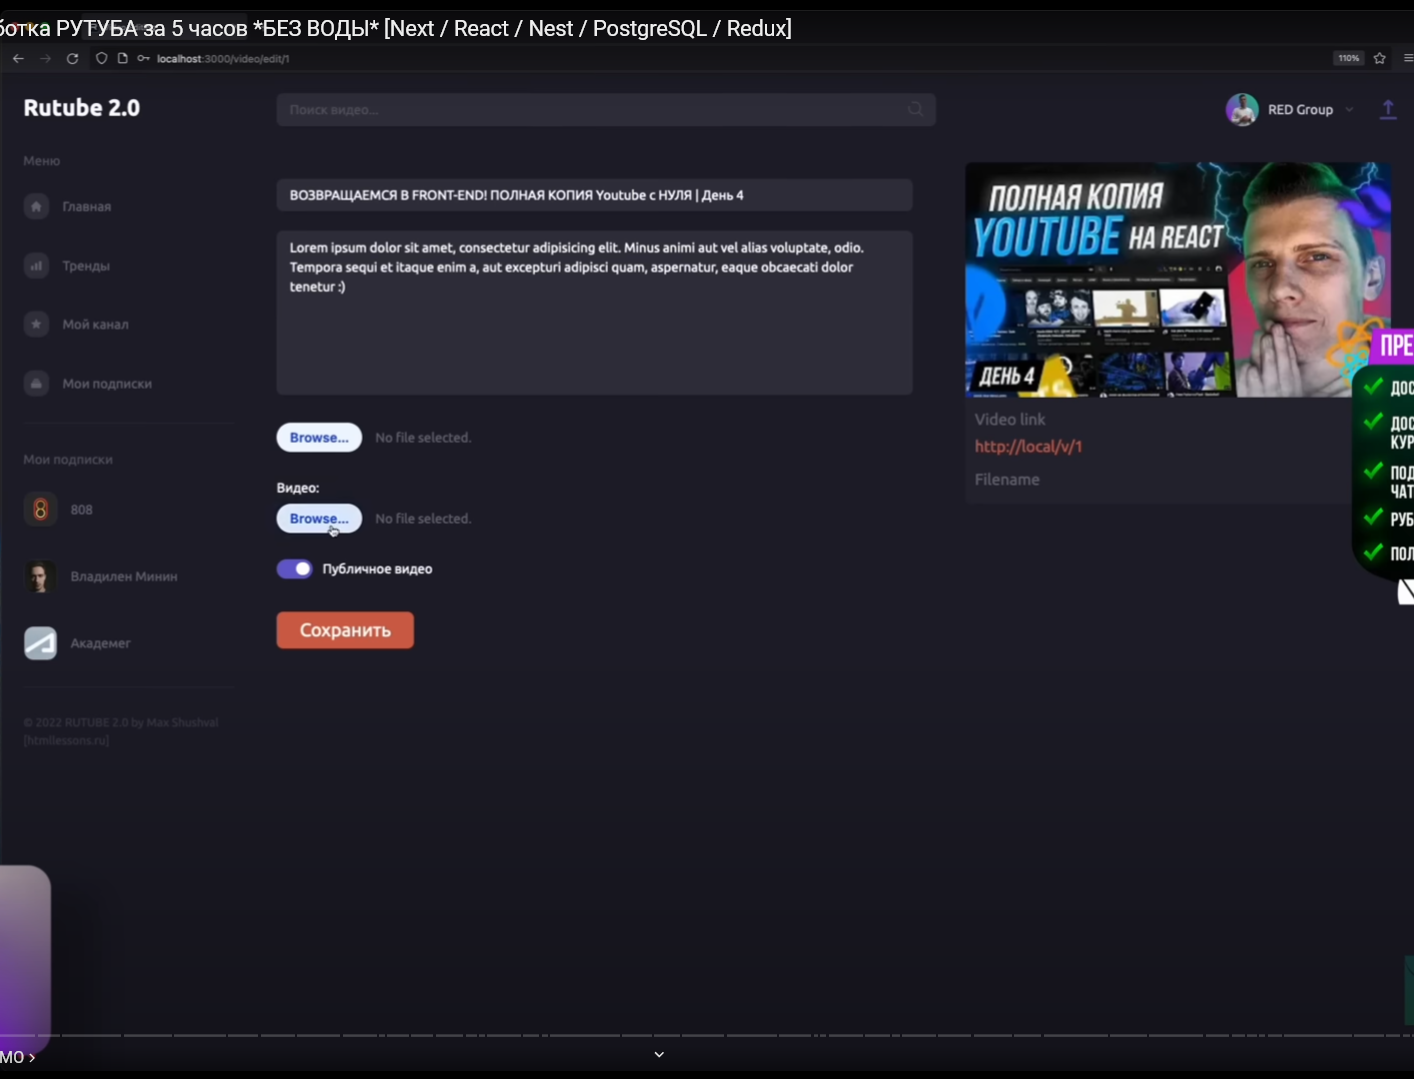 ботка РУТУБА за 5 часов *БЕЗ ВОДЫ* [Next / React / Nest / PostgreSQL / Redux]
localhost:3000/video/edit/1
110%
Rutube 2.0
Поиск видео...
RED Group
Меню
Главная
Тренды
Мой канал
Мои подписки
Мои подписки
808
Владилен Минин
Академег
© 2022 RUTUBE 2.0 by Max Shushval
[htmllessons.ru]
ВОЗВРАЩАЕМСЯ В FRONT-END! ПОЛНАЯ КОПИЯ Youtube с НУЛЯ | День 4
Lorem ipsum dolor sit amet, consectetur adipisicing elit. Minus animi aut vel alias voluptate, odio.
Tempora sequi et itaque enim a, aut excepturi adipisci quam, aspernatur, eaque obcaecati dolor
tenetur :)
Browse... No file selected.
Видео:
Browse... No file selected.
Публичное видео
Сохранить
ПОЛНАЯ КОПИЯ
YOUTUBE НА REACT
ДЕНЬ 4
Video link
http://local/v/1
Filename
ПРЕ
ДОС
ДОС
КУР
ПОД
ЧАТ
РУБ
ПОЛ
МО ›